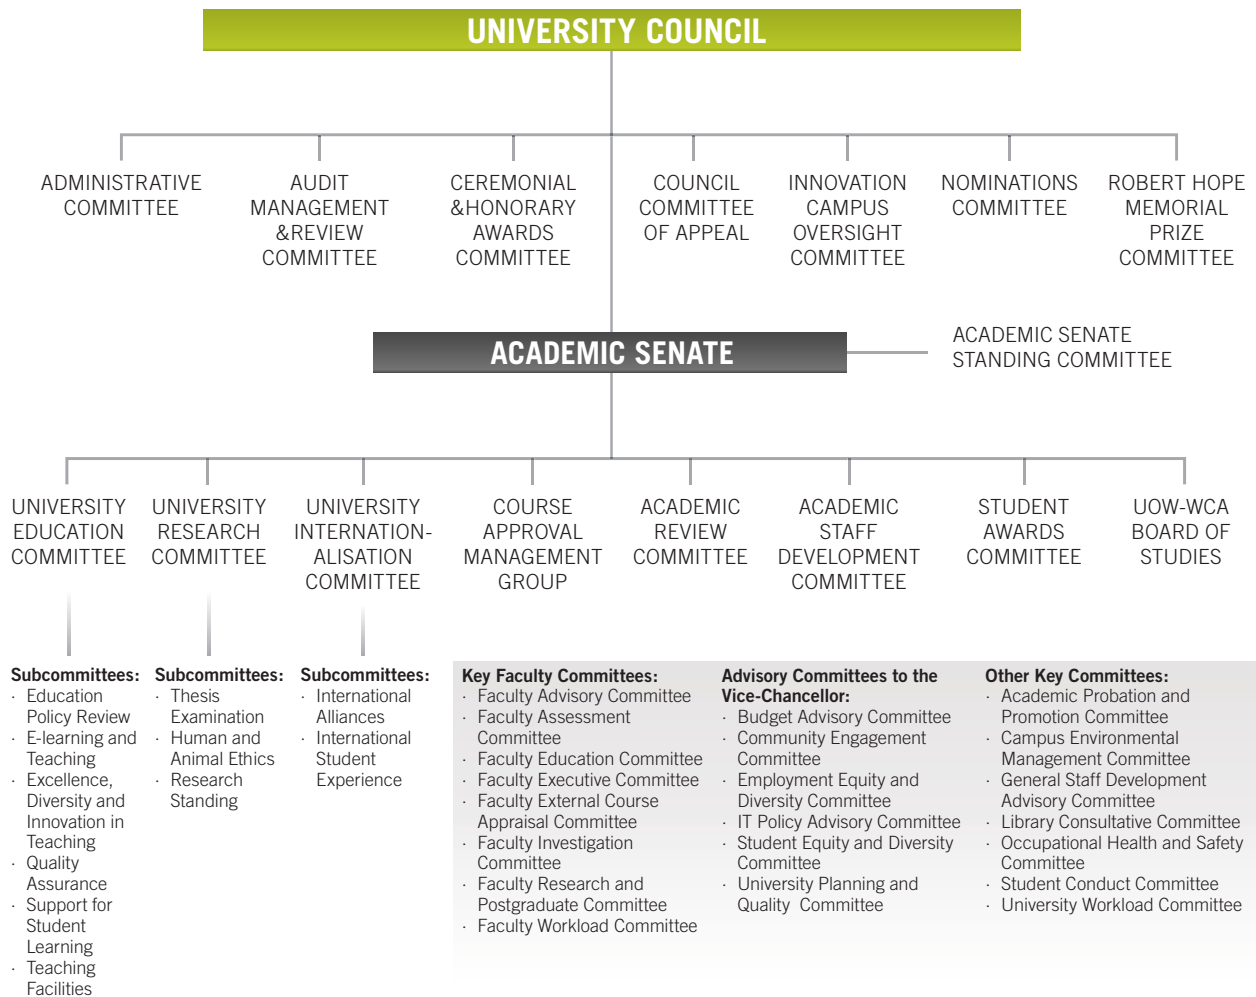 UNIVERSITY COUNCIL
ADMINISTRATIVE
COMMITTEE
AUDIT
MANAGEMENT
&REVIEW
COMMITTEE
CEREMONIAL
&HONORARY
AWARDS
COMMITTEE
COUNCIL
COMMITTEE
OF APPEAL
INNOVATION
CAMPUS
OVERSIGHT
COMMITTEE
NOMINATIONS
COMMITTEE
ROBERT HOPE
MEMORIAL
PRIZE
COMMITTEE
ACADEMIC SENATE
ACADEMIC SENATE
STANDING COMMITTEE
UNIVERSITY
EDUCATION
COMMITTEE
UNIVERSITY
RESEARCH
COMMITTEE
UNIVERSITY
INTERNATION-
ALISATION
COMMITTEE
COURSE
APPROVAL
MANAGEMENT
GROUP
ACADEMIC
REVIEW
COMMITTEE
ACADEMIC
STAFF
DEVELOPMENT
COMMITTEE
STUDENT
AWARDS
COMMITTEE
UOW-WCA
BOARD OF
STUDIES
Subcommittees:
· Education
Policy Review
· E-learning and
Teaching
· Excellence,
Diversity and
Innovation in
Teaching
· Quality
Assurance
· Support for
Student
Learning
· Teaching
Facilities
Subcommittees:
· Thesis
Examination
· Human and
Animal Ethics
· Research
Standing
Subcommittees:
· International
Alliances
· International
Student
Experience
Key Faculty Committees:
· Faculty Advisory Committee
· Faculty Assessment
Committee
· Faculty Education Committee
· Faculty Executive Committee
· Faculty External Course
Appraisal Committee
· Faculty Investigation
Committee
· Faculty Research and
Postgraduate Committee
· Faculty Workload Committee
Advisory Committees to the
Vice-Chancellor:
· Budget Advisory Committee
· Community Engagement
Committee
· Employment Equity and
Diversity Committee
· IT Policy Advisory Committee
· Student Equity and Diversity
Committee
· University Planning and
Quality Committee
Other Key Committees:
· Academic Probation and
Promotion Committee
· Campus Environmental
Management Committee
· General Staff Development
Advisory Committee
· Library Consultative Committee
· Occupational Health and Safety
Committee
· Student Conduct Committee
· University Workload Committee